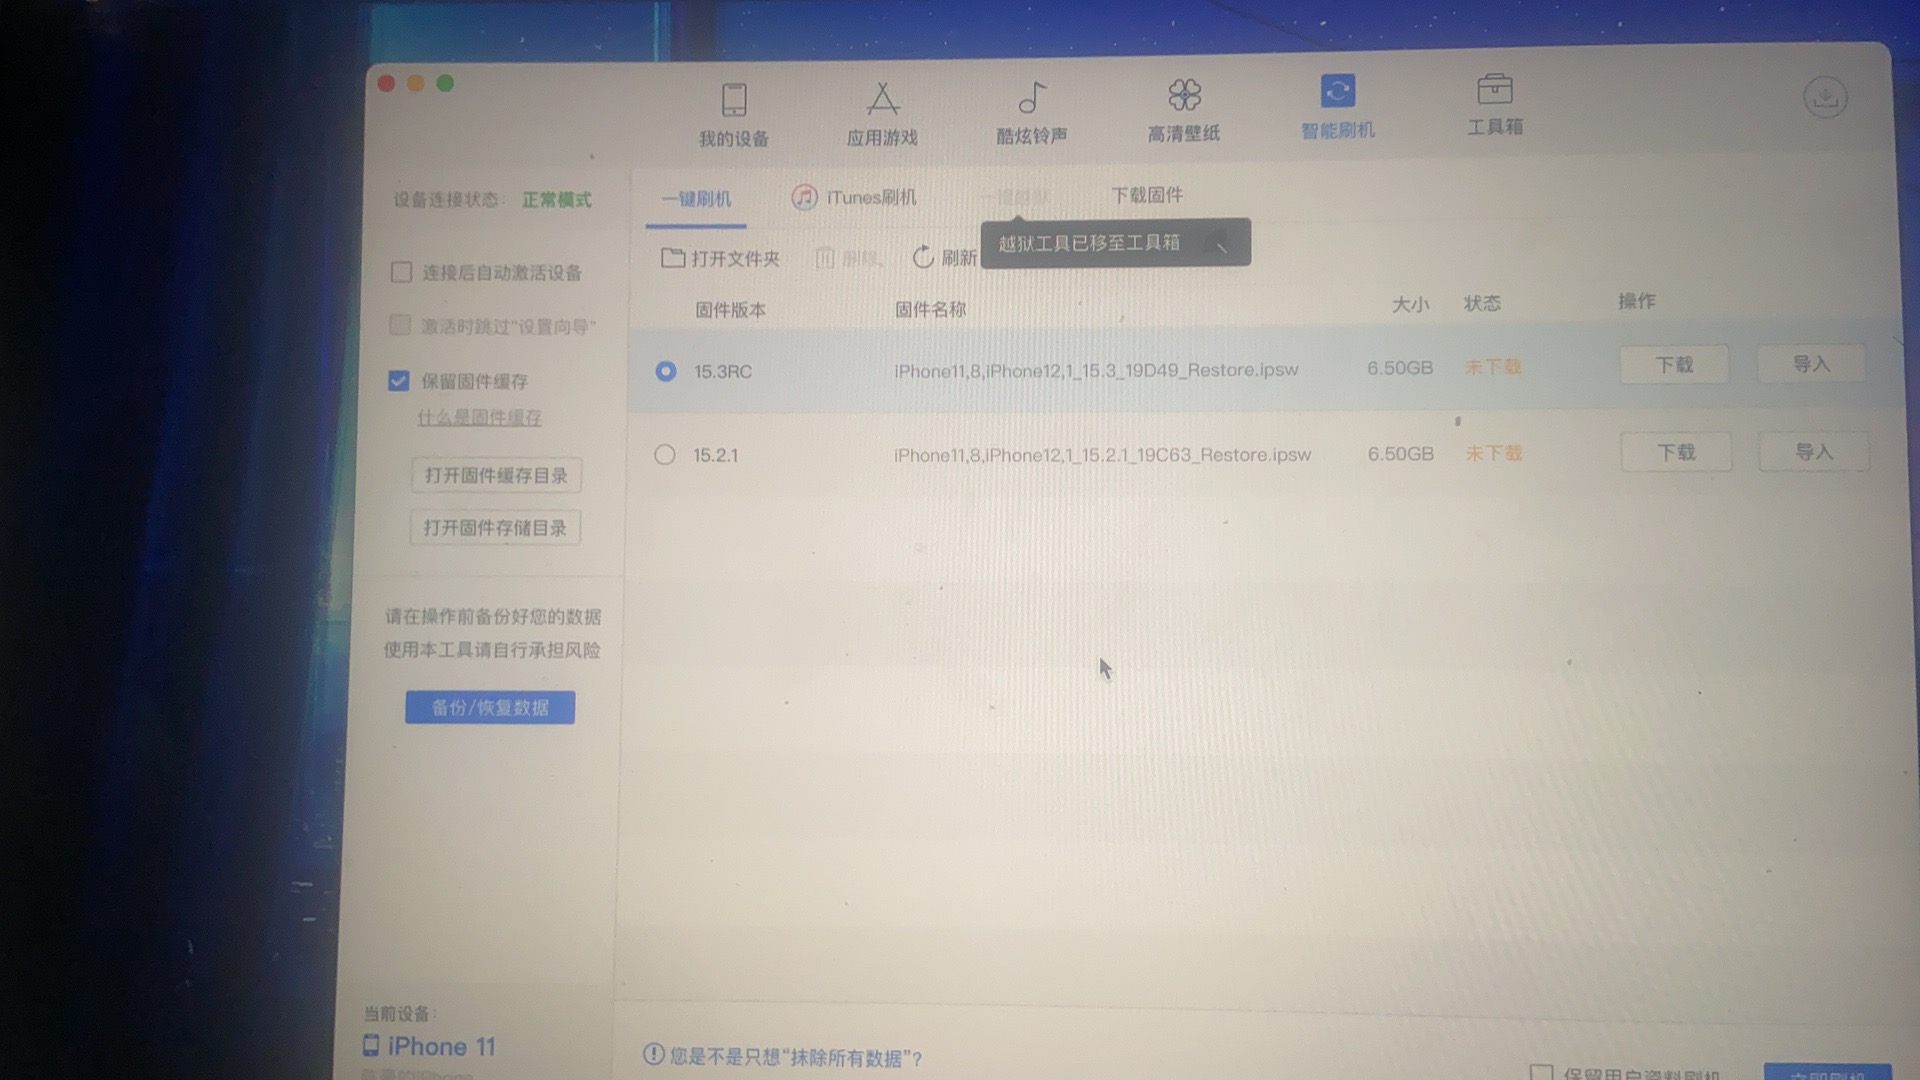 我的设备
应用游戏
酷炫铃声
高清壁纸
智能刷机
工具箱
设备连接状态： 正常模式
一键刷机
iTunes刷机
下载固件
越狱工具已移至工具箱
打开文件夹
删除
刷新
连接后自动激活设备
激活时跳过“设置向导”
保留固件缓存
什么是固件缓存
打开固件缓存目录
打开固件存储目录
固件版本 固件名称 大小 状态 操作
15.3RC iPhone11,8,iPhone12,1_15.3_19D49_Restore.ipsw 6.50GB 未下载 下载 导入
15.2.1 iPhone11,8,iPhone12,1_15.2.1_19C63_Restore.ipsw 6.50GB 未下载 下载 导入
请在操作前备份好您的数据
使用本工具请自行承担风险
备份/恢复数据
当前设备：
iPhone 11
您是不是只想“抹除所有数据”?
保留用户资料刷机
立即刷机